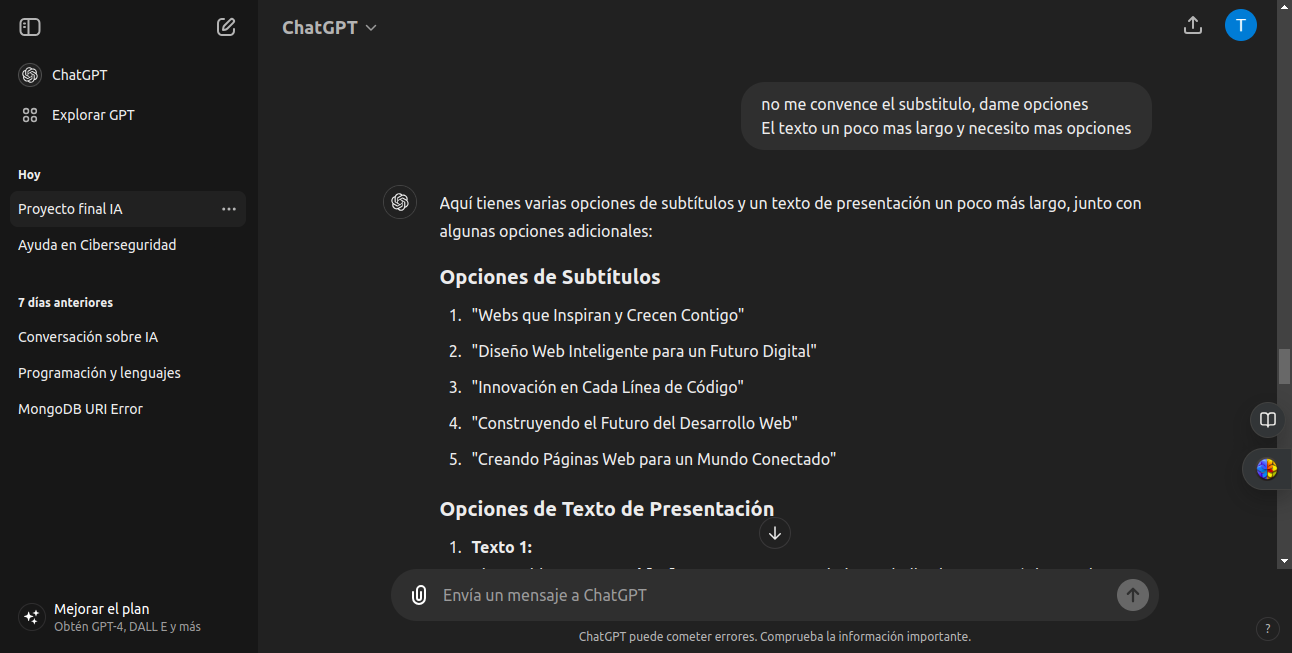 ChatGPT
Explorar GPT
Hoy
Proyecto final IA
Ayuda en Ciberseguridad
7 días anteriores
Conversación sobre IA
Programación y lenguajes
MongoDB URI Error
Mejorar el plan
Obtén GPT-4, DALL E y más
ChatGPT
T
no me convence el substitulo, dame opciones
El texto un poco mas largo y necesito mas opciones
Aquí tienes varias opciones de subtítulos y un texto de presentación un poco más largo, junto con
algunas opciones adicionales:
Opciones de Subtítulos
1. "Webs que Inspiran y Crecen Contigo"
2. "Diseño Web Inteligente para un Futuro Digital"
3. "Innovación en Cada Línea de Código"
4. "Construyendo el Futuro del Desarrollo Web"
5. "Creando Páginas Web para un Mundo Conectado"
Opciones de Texto de Presentación
1. Texto 1:
Envía un mensaje a ChatGPT
ChatGPT puede cometer errores. Comprueba la información importante.
?